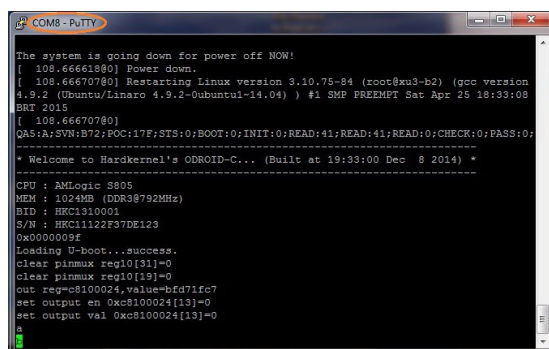 COM8 - PuTTY
The system is going down for power off NOW!
[  108.666618@0] Power down.
[  108.666707@0] Restarting Linux version 3.10.75-84 (root@xu3-b2) (gcc version
4.9.2 (Ubuntu/Linaro 4.9.2-0ubuntu1~14.04) ) #1 SMP PREEMPT Sat Apr 25 18:33:08
BRT 2015
[  108.666707@0]
QA5:A;SVN:B72;POC:17F;STS:0;BOOT:0;INIT:0;READ:41;READ:41;READ:0;CHECK:0;PASS:0;
--------------------------------------------------------------------------
* Welcome to Hardkernel's ODROID-C... (Built at 19:33:00 Dec  8 2014) *
--------------------------------------------------------------------------
CPU : AMLogic S805
MEM : 1024MB (DDR3@792MHz)
BID : HKC1310001
S/N : HKC11122F37DE123
0x0000009f
Loading U-boot...success.
clear pinmux reg10[31]=0
clear pinmux reg10[19]=0
out reg=c8100024,value=bfd71fc7
set output en 0xc8100024[13]=0
set output val 0xc8100024[13]=0
a